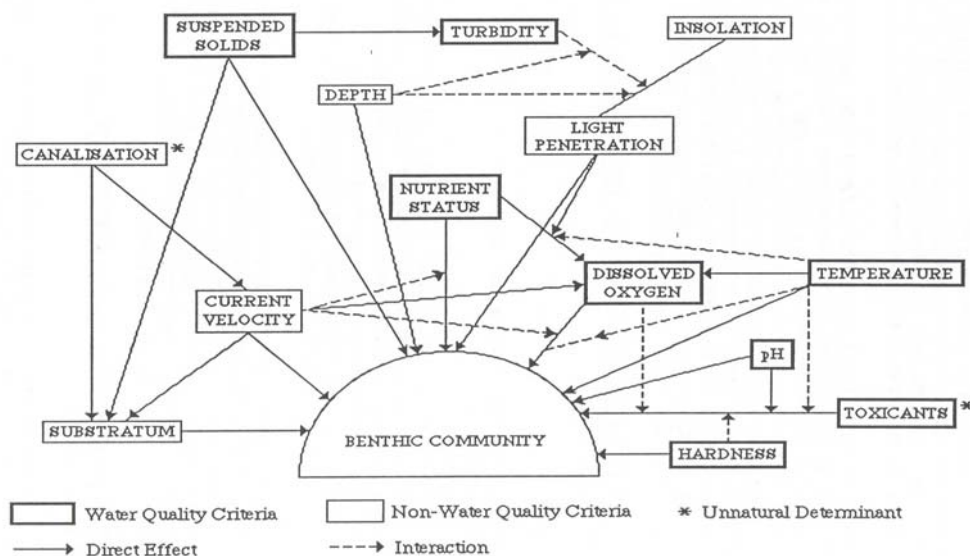 SUSPENDED
SOLIDS
TURBIDITY
INSOLATION
DEPTH
LIGHT
PENETRATION
CANALISATION *
NUTRIENT
STATUS
DISSOLVED
OXYGEN
TEMPERATURE
CURRENT
VELOCITY
pH
TOXICANTS *
SUBSTRATUM
BENTHIC COMMUNITY
HARDNESS
Water Quality Criteria
Non-Water Quality Criteria
* Unnatural Determinant
Direct Effect
Interaction